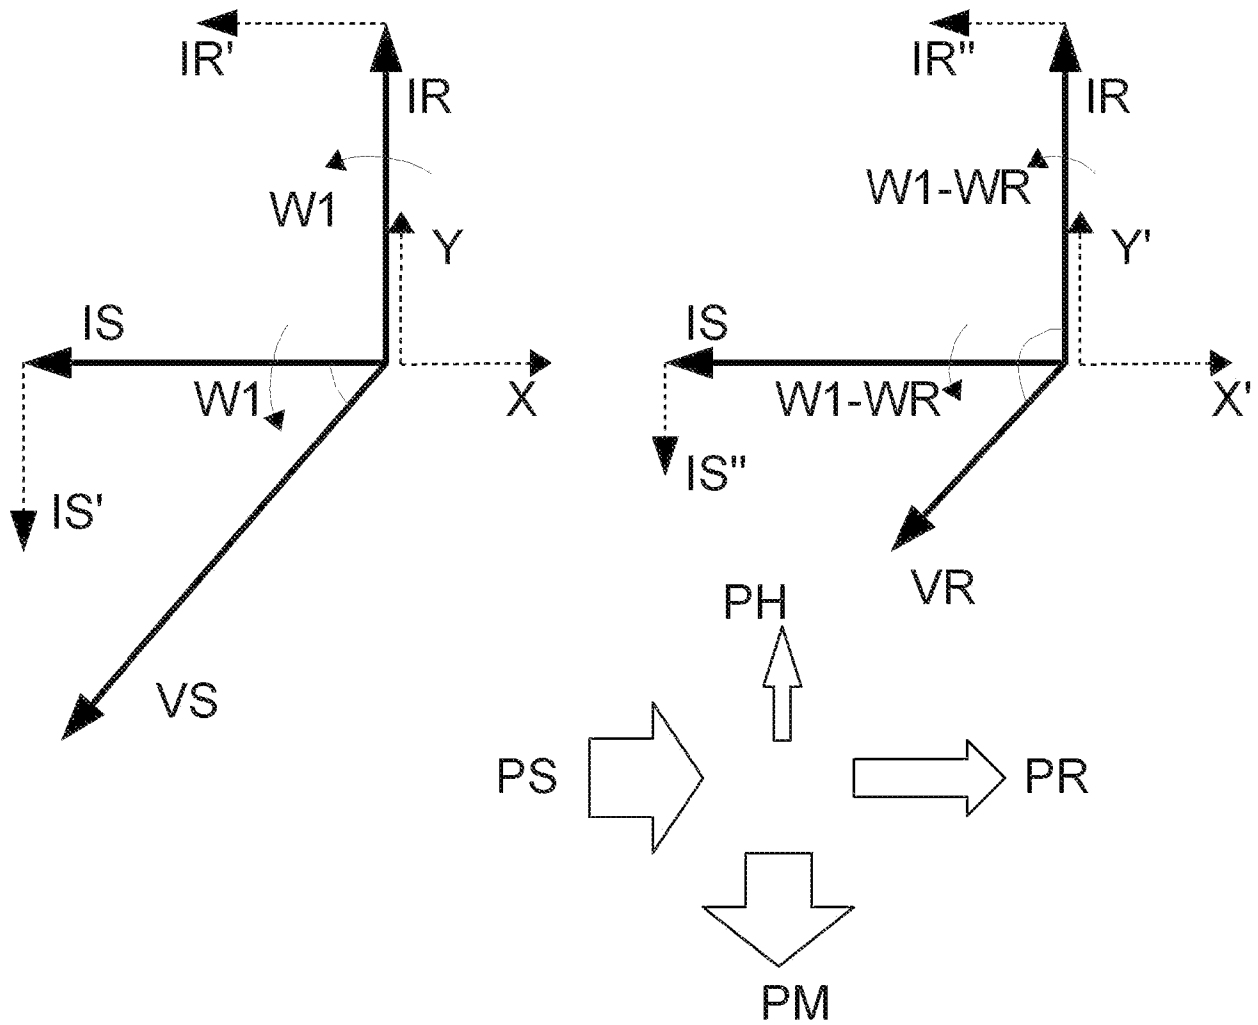 IR'
IR
W1
Y
IS
W1
X
IS'
VS
IR"
IR
W1-WR
Y'
IS
W1-WR
X'
IS"
VR
PH
PS
PR
PM